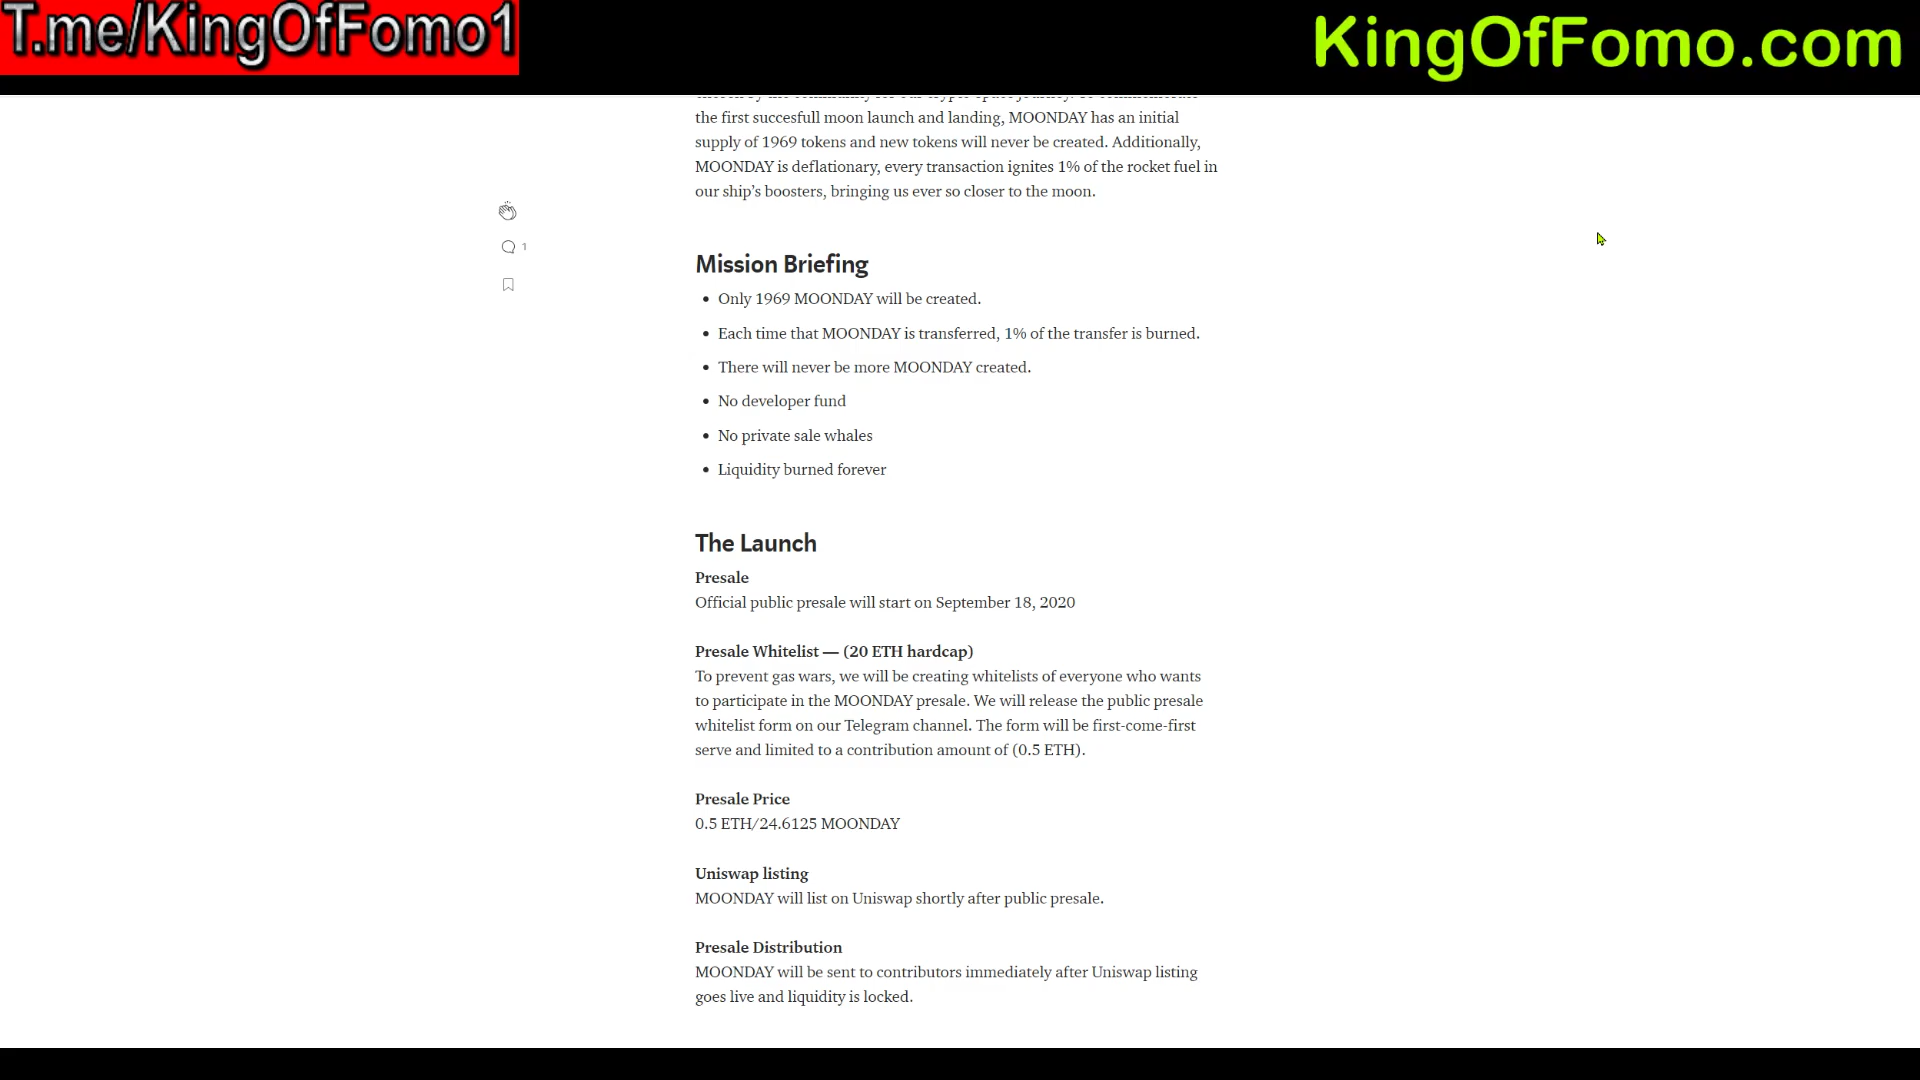 T.me/KingOfFomo1
KingOfFomo.com
the first succesfull moon launch and landing, MOONDAY has an initial
supply of 1969 tokens and new tokens will never be created. Additionally,
MOONDAY is deflationary, every transaction ignites 1% of the rocket fuel in
our ship's boosters, bringing us ever so closer to the moon.
1
Mission Briefing
• Only 1969 MOONDAY will be created.
• Each time that MOONDAY is transferred, 1% of the transfer is burned.
• There will never be more MOONDAY created.
• No developer fund
• No private sale whales
• Liquidity burned forever
The Launch
Presale
Official public presale will start on September 18, 2020
Presale Whitelist — (20 ETH hardcap)
To prevent gas wars, we will be creating whitelists of everyone who wants
to participate in the MOONDAY presale. We will release the public presale
whitelist form on our Telegram channel. The form will be first-come-first
serve and limited to a contribution amount of (0.5 ETH).
Presale Price
0.5 ETH/24.6125 MOONDAY
Uniswap listing
MOONDAY will list on Uniswap shortly after public presale.
Presale Distribution
MOONDAY will be sent to contributors immediately after Uniswap listing
goes live and liquidity is locked.